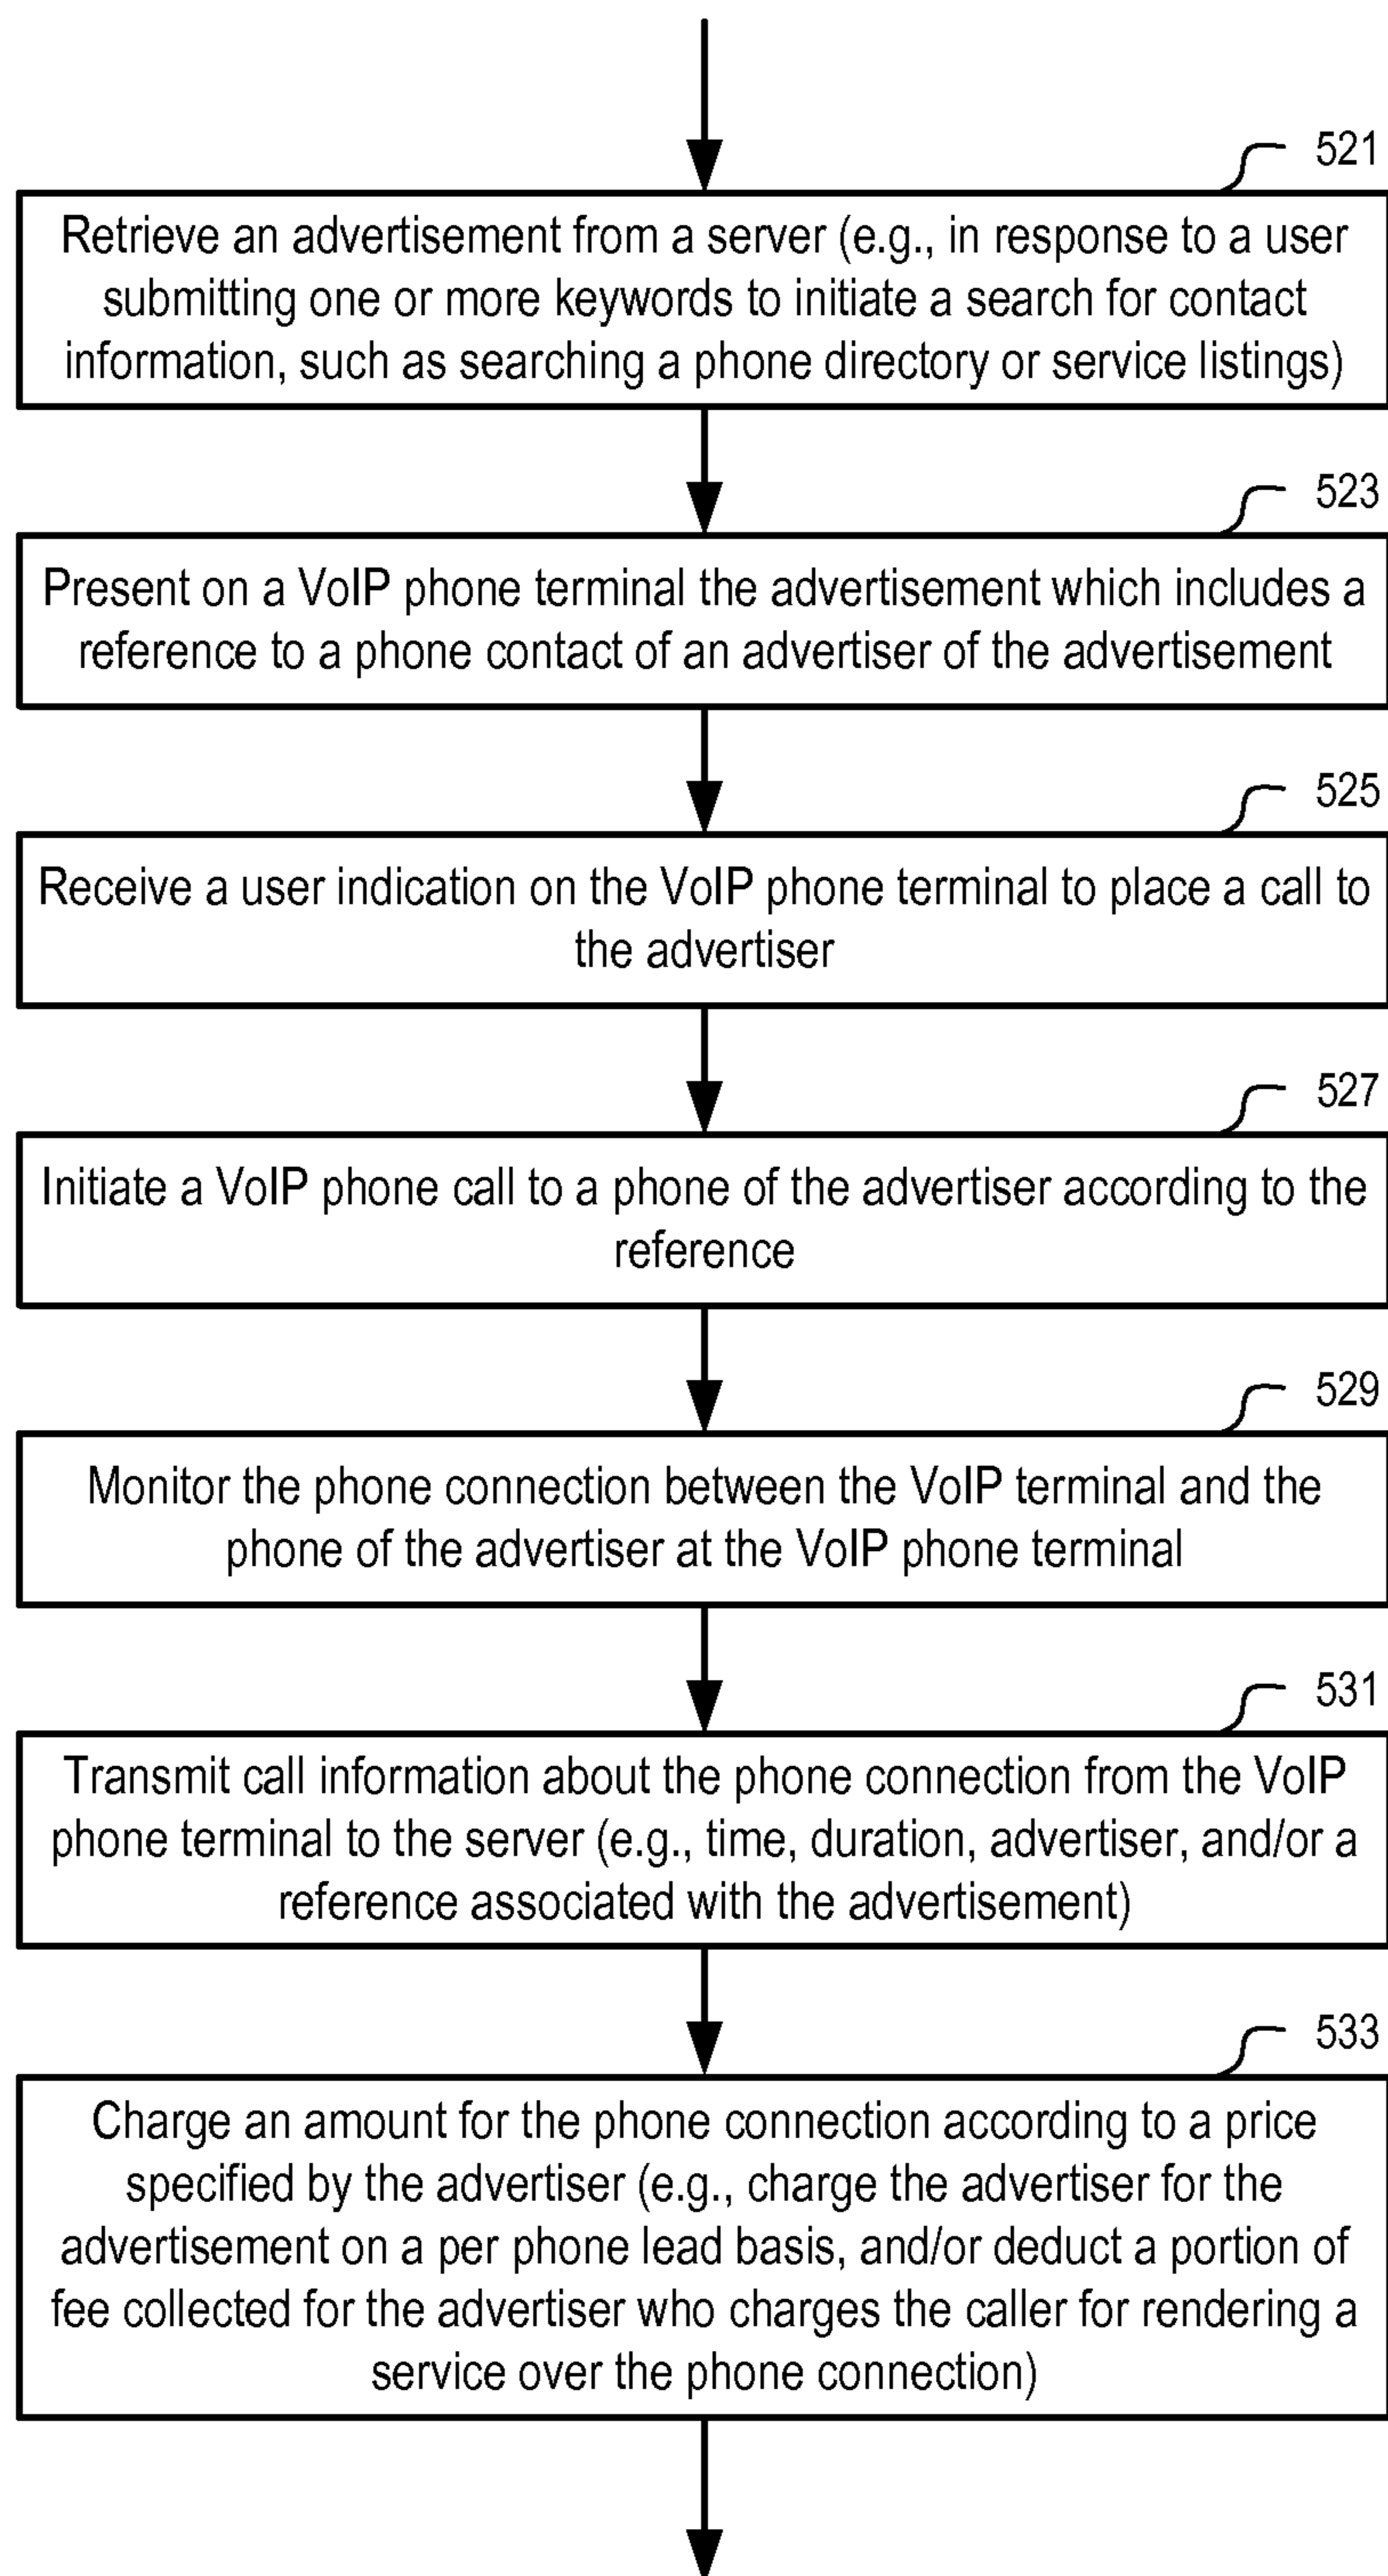 521
Retrieve an advertisement from a server (e.g., in response to a user
submitting one or more keywords to initiate a search for contact
information, such as searching a phone directory or service listings)
523
Present on a VoIP phone terminal the advertisement which includes a
reference to a phone contact of an advertiser of the advertisement
525
Receive a user indication on the VoIP phone terminal to place a call to
the advertiser
527
Initiate a VoIP phone call to a phone of the advertiser according to the
reference
529
Monitor the phone connection between the VoIP terminal and the
phone of the advertiser at the VoIP phone terminal
531
Transmit call information about the phone connection from the VoIP
phone terminal to the server (e.g., time, duration, advertiser, and/or a
reference associated with the advertisement)
533
Charge an amount for the phone connection according to a price
specified by the advertiser (e.g., charge the advertiser for the
advertisement on a per phone lead basis, and/or deduct a portion of
fee collected for the advertiser who charges the caller for rendering a
service over the phone connection)